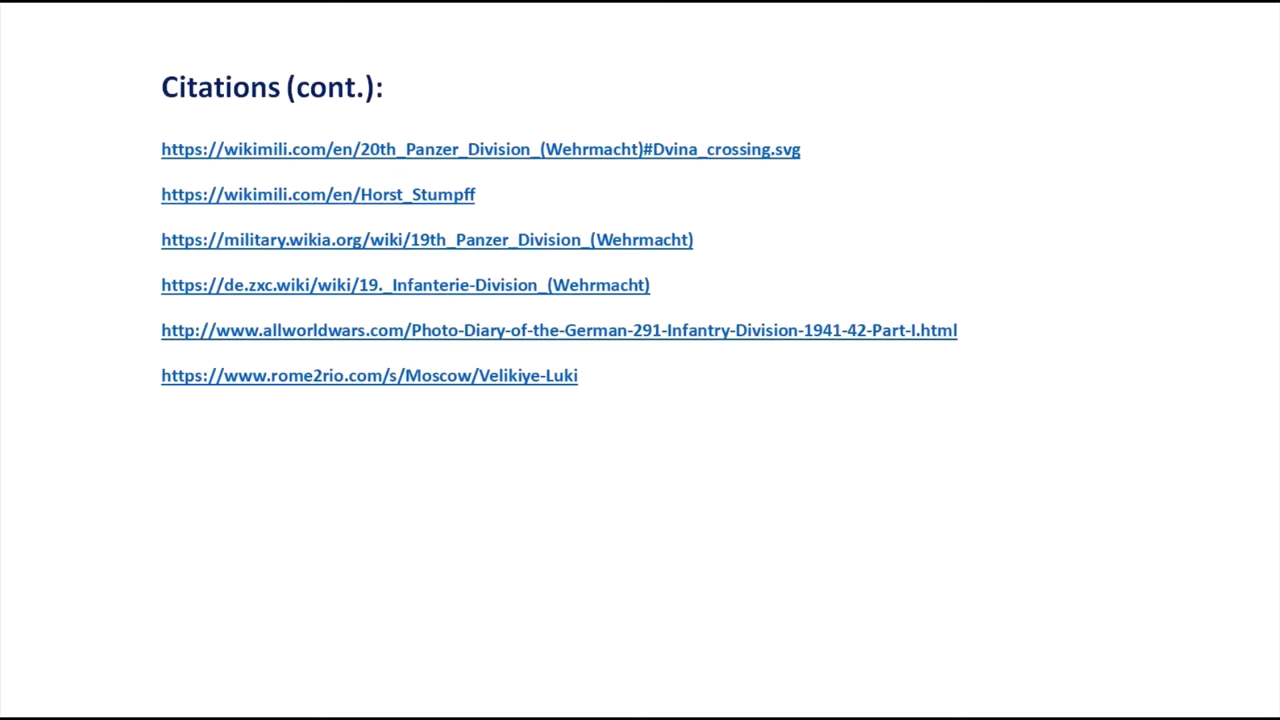 Citations (cont.):
https://wikimili.com/en/20th_Panzer_Division_(Wehrmacht)#Dvina_crossing.svg
https://wikimili.com/en/Horst_Stumpff
https://military.wikia.org/wiki/19th_Panzer_Division_(Wehrmacht)
https://de.zxc.wiki/wiki/19._Infanterie-Division_(Wehrmacht)
http://www.allworldwars.com/Photo-Diary-of-the-German-291-Infantry-Division-1941-42-Part-I.html
https://www.rome2rio.com/s/Moscow/Velikiye-Luki